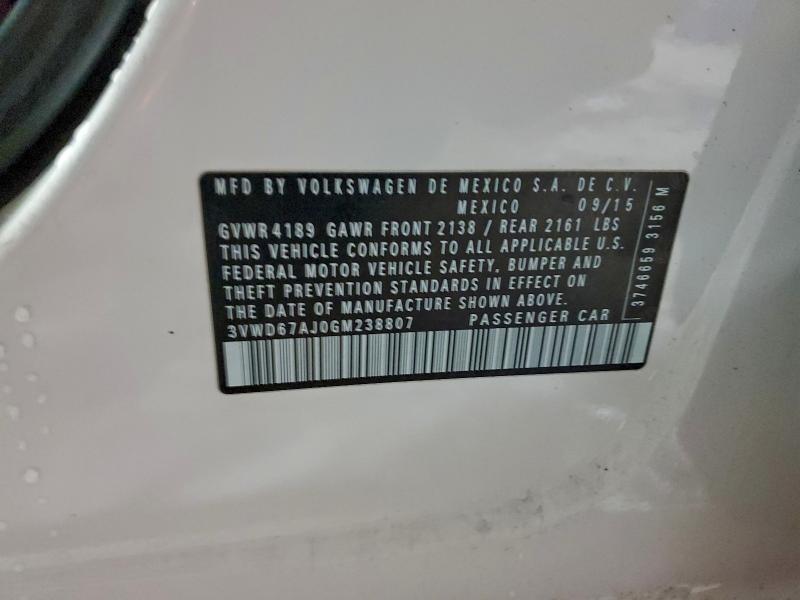 MFD BY VOLKSWAGEN DE MEXICO S.A. DE C.V.
MEXICO 09/15
GVWR 4189 GAWR FRONT 2138 / REAR 2161 LBS
THIS VEHICLE CONFORMS TO ALL APPLICABLE U.S.
FEDERAL MOTOR VEHICLE SAFETY, BUMPER AND
THEFT PREVENTION STANDARDS IN EFFECT ON
THE DATE OF MANUFACTURE SHOWN ABOVE.
3VWD67AJ0GM238807 PASSENGER CAR
3746659 3156 M